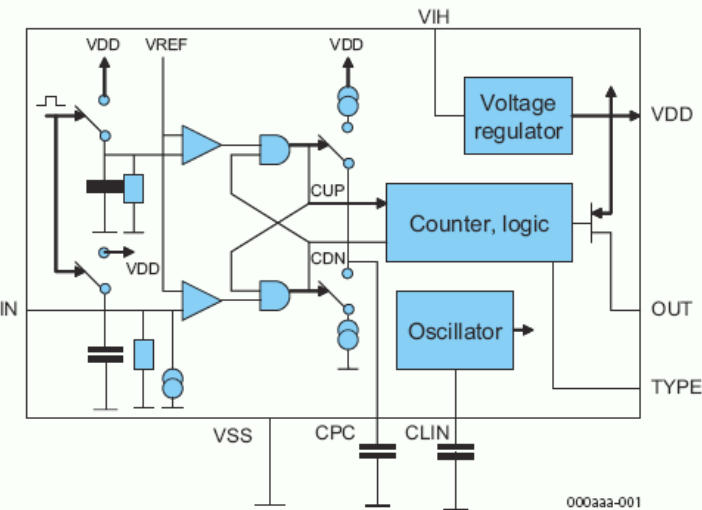 VIH
VDD
VREF
VDD
Voltage
regulator
VDD
CUP
Counter, logic
CDN
VDD
IN
Oscillator
OUT
TYPE
VSS
CPC
CLIN
000aaa-001